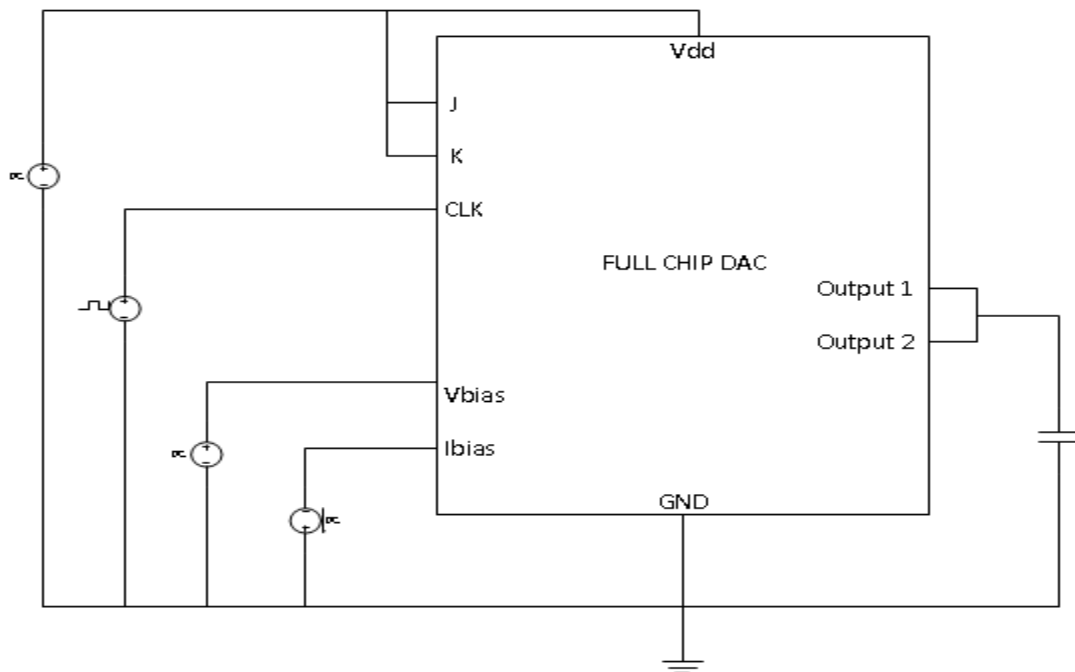 Vdd
J
K
CLK
FULL CHIP DAC
Output 1
Output 2
Vbias
Ibias
GND